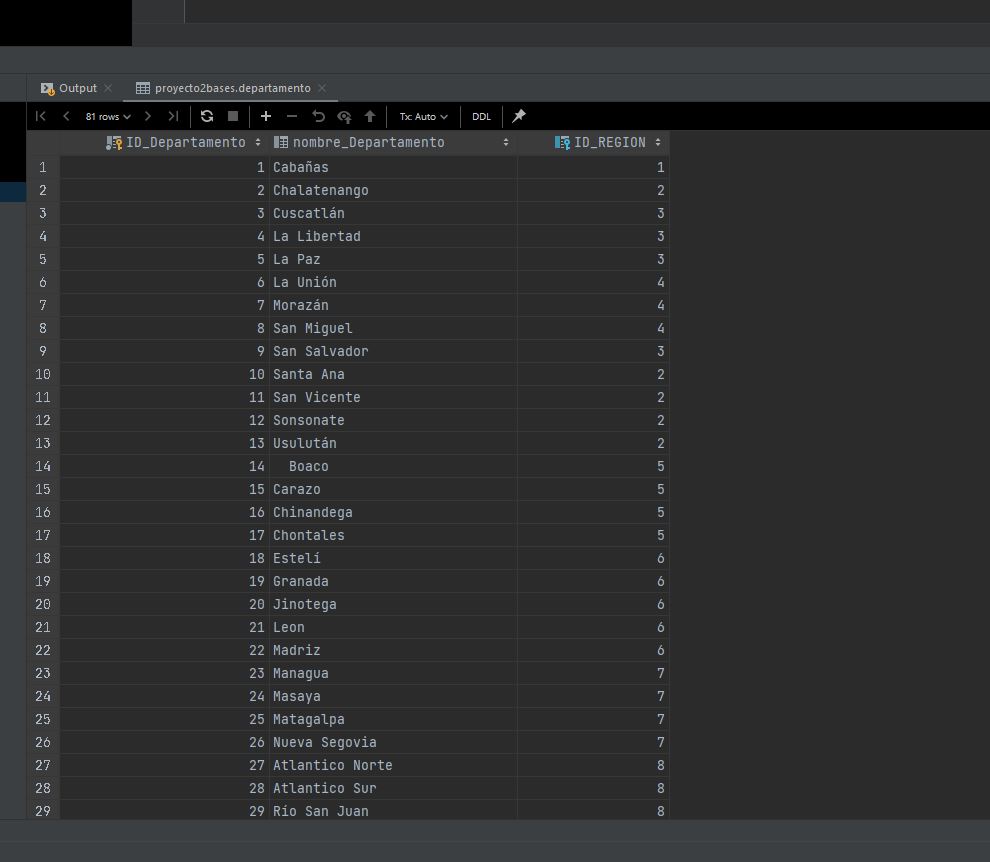 Output proyecto2bases.departamento
81 rows Tx: Auto DDL
ID_Departamento nombre_Departamento ID_REGION
1 1 Cabañas 1
2 2 Chalatenango 2
3 3 Cuscatlán 3
4 4 La Libertad 3
5 5 La Paz 3
6 6 La Unión 4
7 7 Morazán 4
8 8 San Miguel 4
9 9 San Salvador 3
10 10 Santa Ana 2
11 11 San Vicente 2
12 12 Sonsonate 2
13 13 Usulután 2
14 14 Boaco 5
15 15 Carazo 5
16 16 Chinandega 5
17 17 Chontales 5
18 18 Estelí 6
19 19 Granada 6
20 20 Jinotega 6
21 21 Leon 6
22 22 Madriz 6
23 23 Managua 7
24 24 Masaya 7
25 25 Matagalpa 7
26 26 Nueva Segovia 7
27 27 Atlantico Norte 8
28 28 Atlantico Sur 8
29 29 Río San Juan 8